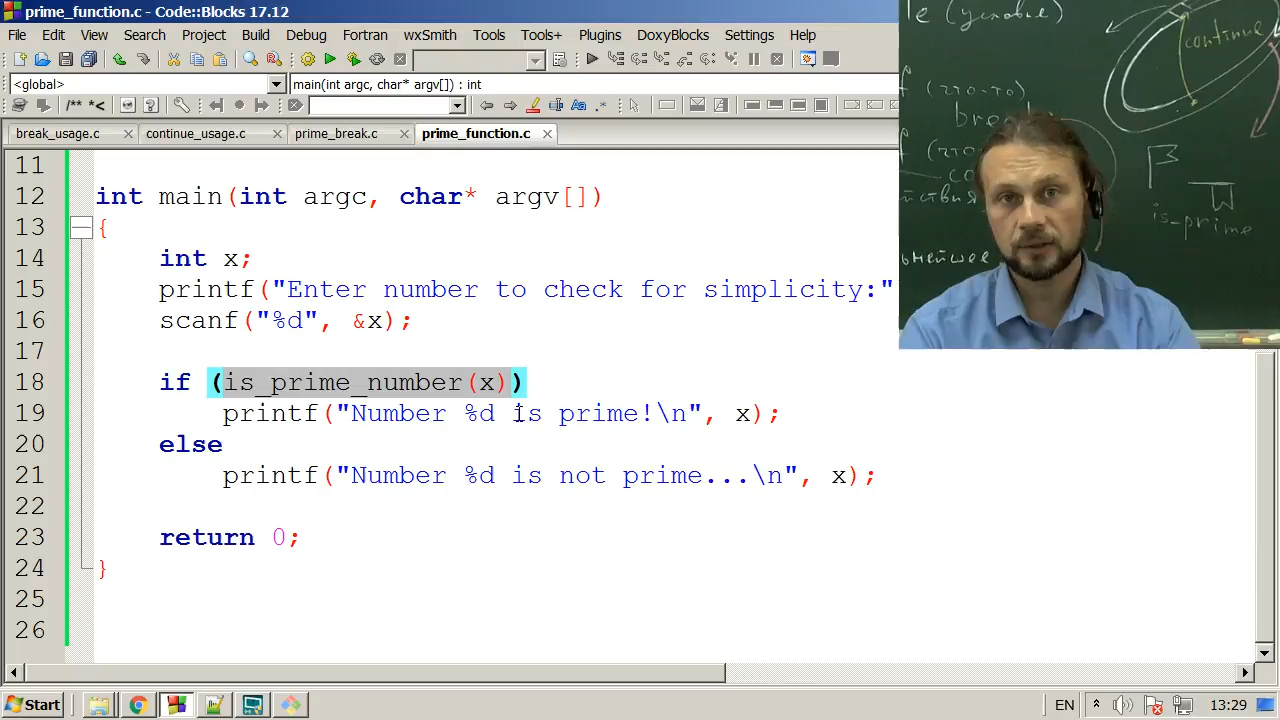 prime_function.c - Code::Blocks 17.12
File Edit View Search Project Build Debug Fortran wxSmith Tools Tools+ Plugins DoxyBlocks Settings Help
<global> main(int argc, char* argv[]) : int
/** *<
break_usage.c continue_usage.c prime_break.c prime_function.c
11
12 int main(int argc, char* argv[])
13 {
14 int x;
15 printf("Enter number to check for simplicity:"
16 scanf("%d", &x);
17
18 if (is_prime_number(x))
19 printf("Number %d is prime!\n", x);
20 else
21 printf("Number %d is not prime...\n", x);
22
23 return 0;
24 }
25
26
(условие)
continue
(что-то)
is_prime
Start EN 13:29